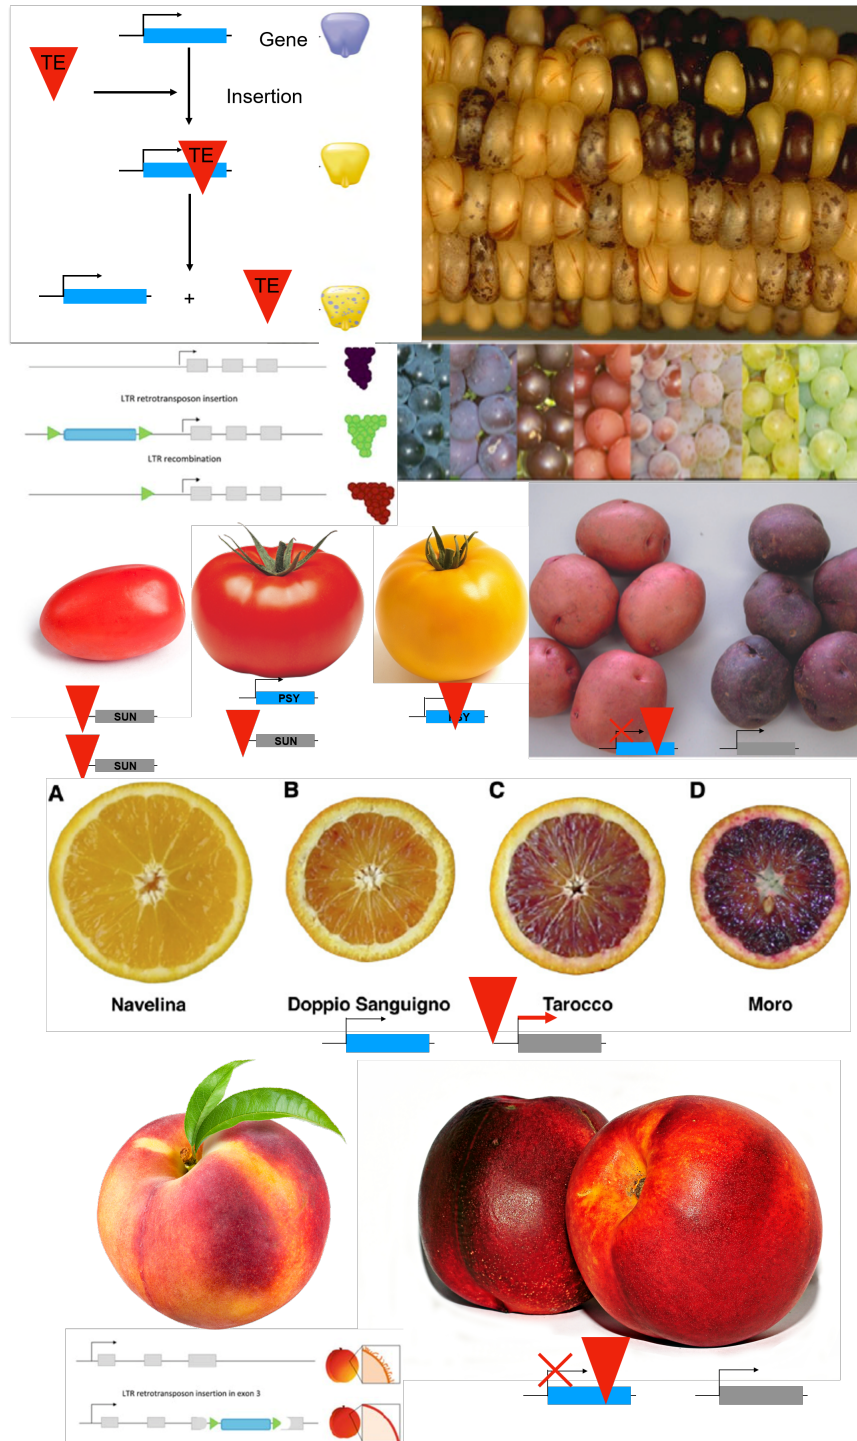 Gene
TE
Insertion
TE
TE
+
LTR retrotransposon insertion
LTR recombination
PSY
SUN
SUN
SUN
A
B
C
D
Navelina
Doppio Sanguigno
Tarocco
Moro
LTR retrotransposon insertion in exon 3